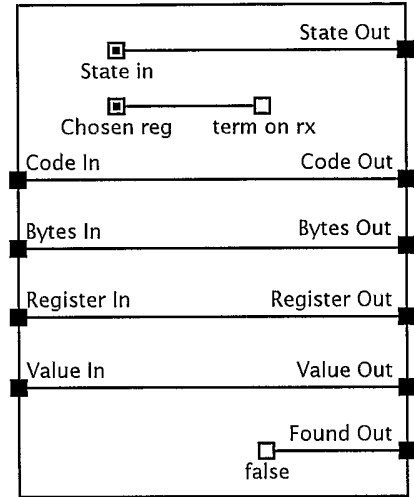 State Out
State in
Chosen reg term on rx
Code In Code Out
Bytes In Bytes Out
Register In Register Out
Value In Value Out
Found Out
false